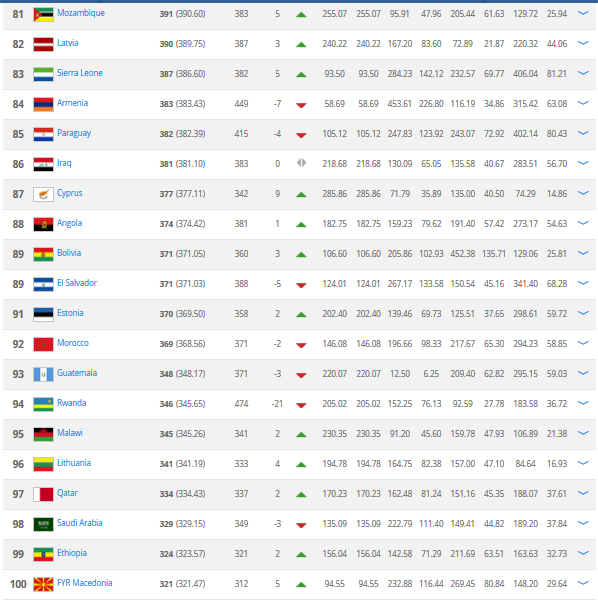 81 Mozambique 391 (390.60) 383 5 255.07 255.07 95.91 47.96 205.44 61.63 129.72 25.94
82 Latvia 390 (389.75) 387 3 240.22 240.22 167.20 83.60 72.89 21.87 220.32 44.06
83 Sierra Leone 387 (386.60) 382 5 93.50 93.50 284.23 142.12 232.57 69.77 406.04 81.21
84 Armenia 383 (383.43) 449 -7 58.69 58.69 453.61 226.80 116.19 34.86 315.42 63.08
85 Paraguay 382 (382.39) 415 -4 105.12 105.12 247.83 123.92 243.07 72.92 402.14 80.43
86 Iraq 381 (381.10) 383 0 218.68 218.68 130.09 65.05 135.58 40.67 283.51 56.70
87 Cyprus 377 (377.11) 342 9 285.86 285.86 71.79 35.89 135.00 40.50 74.29 14.86
88 Angola 374 (374.42) 381 1 182.75 182.75 159.23 79.62 191.40 57.42 273.17 54.63
89 Bolivia 371 (371.05) 360 3 106.60 106.60 205.86 102.93 452.38 135.71 129.06 25.81
89 El Salvador 371 (371.03) 388 -5 124.01 124.01 267.17 133.58 150.54 45.16 341.40 68.28
91 Estonia 370 (369.50) 358 2 202.40 202.40 139.46 69.73 125.51 37.65 298.61 59.72
92 Morocco 369 (368.56) 371 -2 146.08 146.08 196.66 98.33 217.67 65.30 294.23 58.85
93 Guatemala 348 (348.17) 371 -3 220.07 220.07 12.50 6.25 209.40 62.82 295.15 59.03
94 Rwanda 346 (345.65) 474 -21 205.02 205.02 152.25 76.13 92.59 27.78 183.58 36.72
95 Malawi 345 (345.26) 341 2 230.35 230.35 91.20 45.60 159.78 47.93 106.89 21.38
96 Lithuania 341 (341.19) 333 4 194.78 194.78 164.75 82.38 157.00 47.10 84.64 16.93
97 Qatar 334 (334.43) 337 2 170.23 170.23 162.48 81.24 151.16 45.35 188.07 37.61
98 Saudi Arabia 329 (329.15) 349 -3 135.09 135.09 222.79 111.40 149.41 44.82 189.20 37.84
99 Ethiopia 324 (323.57) 321 2 156.04 156.04 142.58 71.29 211.69 63.51 163.63 32.73
100 FYR Macedonia 321 (321.47) 312 5 94.55 94.55 232.88 116.44 269.45 80.84 148.20 29.64